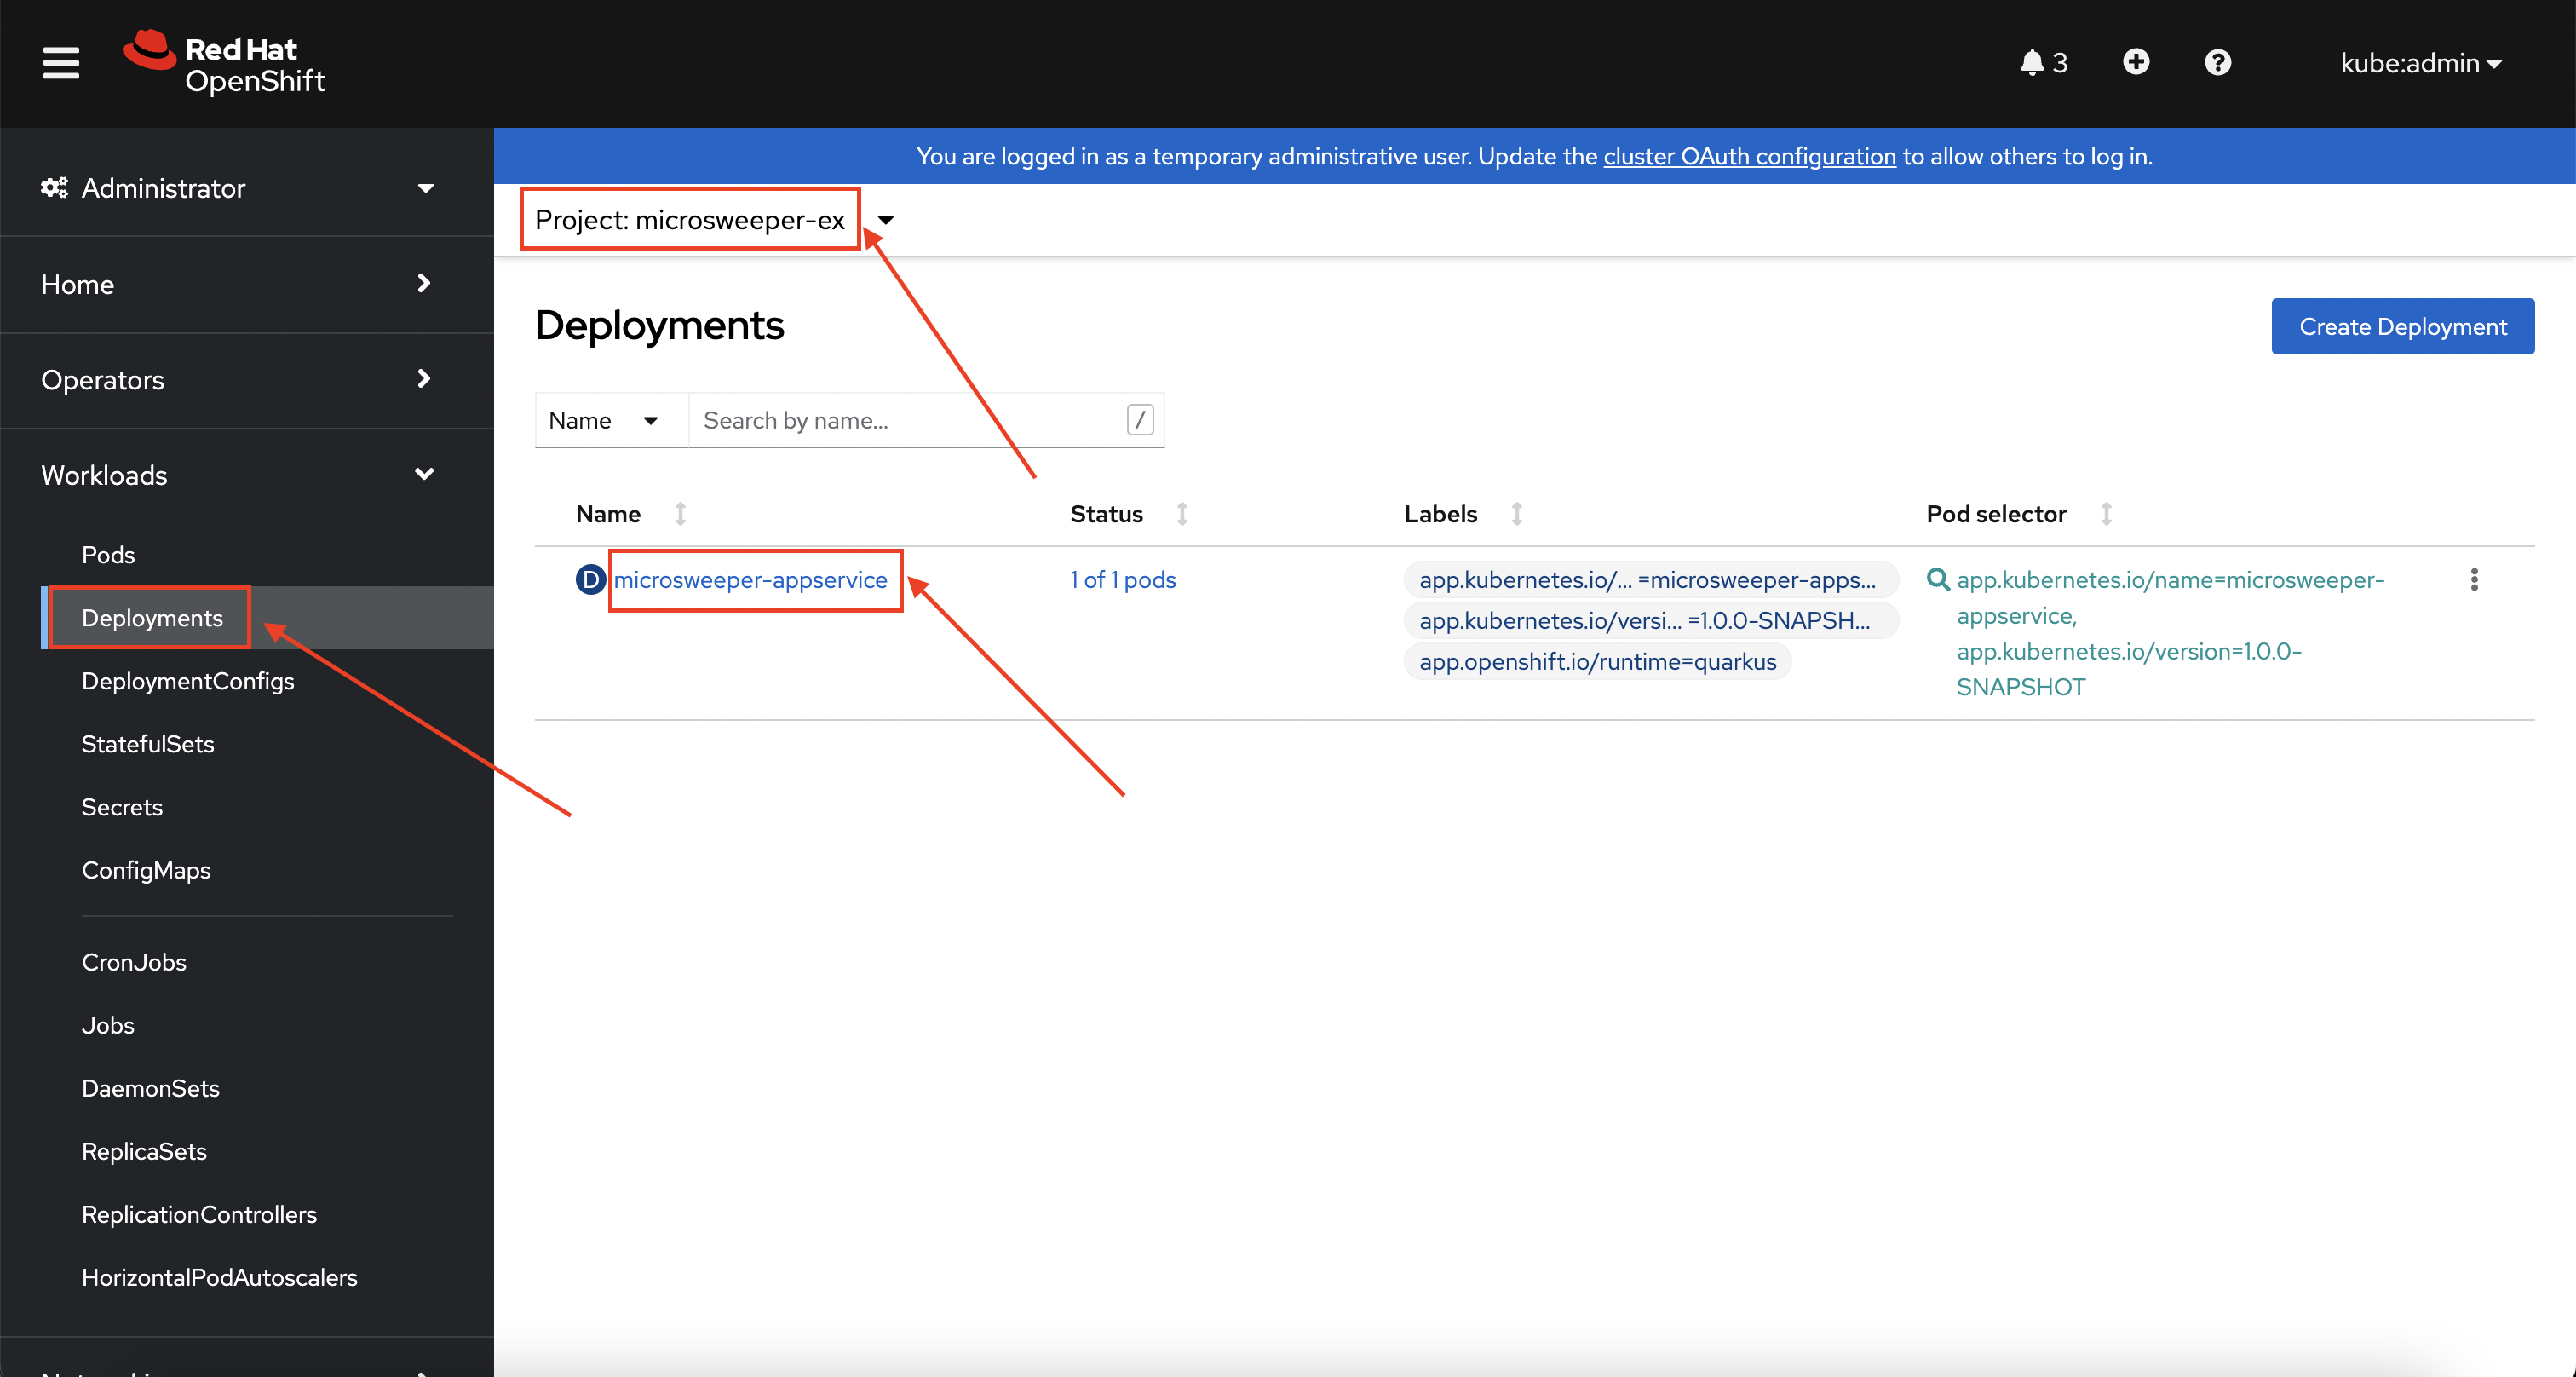 Red Hat
OpenShift
3
kube:admin
Administrator
Home
Operators
Workloads
Pods
Deployments
DeploymentConfigs
StatefulSets
Secrets
ConfigMaps
CronJobs
Jobs
DaemonSets
ReplicaSets
ReplicationControllers
HorizontalPodAutoscalers
You are logged in as a temporary administrative user. Update the cluster OAuth configuration to allow others to log in.
Project: microsweeper-ex
Deployments
Create Deployment
Name
Search by name...
/
Name
Status
Labels
Pod selector
D
microsweeper-appservice
1 of 1 pods
app.kubernetes.io/... =microsweeper-apps...
app.kubernetes.io/versi... =1.0.0-SNAPSH...
app.openshift.io/runtime=quarkus
app.kubernetes.io/name=microsweeper-
appservice,
app.kubernetes.io/version=1.0.0-
SNAPSHOT